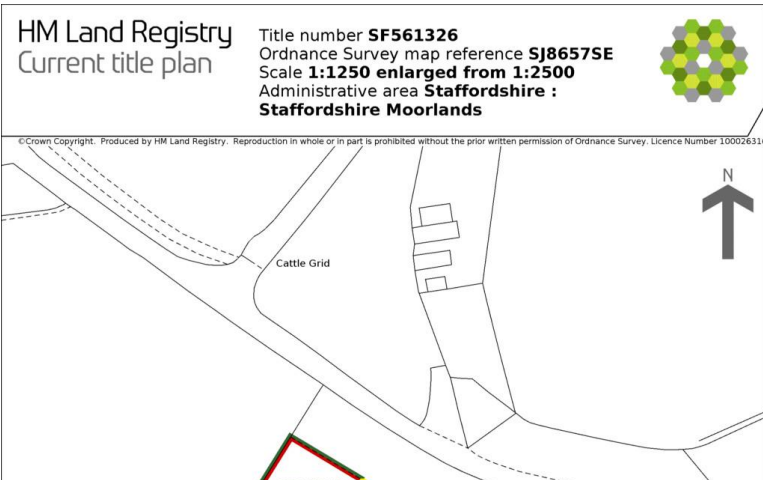 HM Land Registry
Current title plan
Title number SF561326
Ordnance Survey map reference SJ8657SE
Scale 1:1250 enlarged from 1:2500
Administrative area Staffordshire :
Staffordshire Moorlands
©Crown Copyright. Produced by HM Land Registry. Reproduction in whole or in part is prohibited without the prior written permission of Ordnance Survey. Licence Number 10002631
N
Cattle Grid